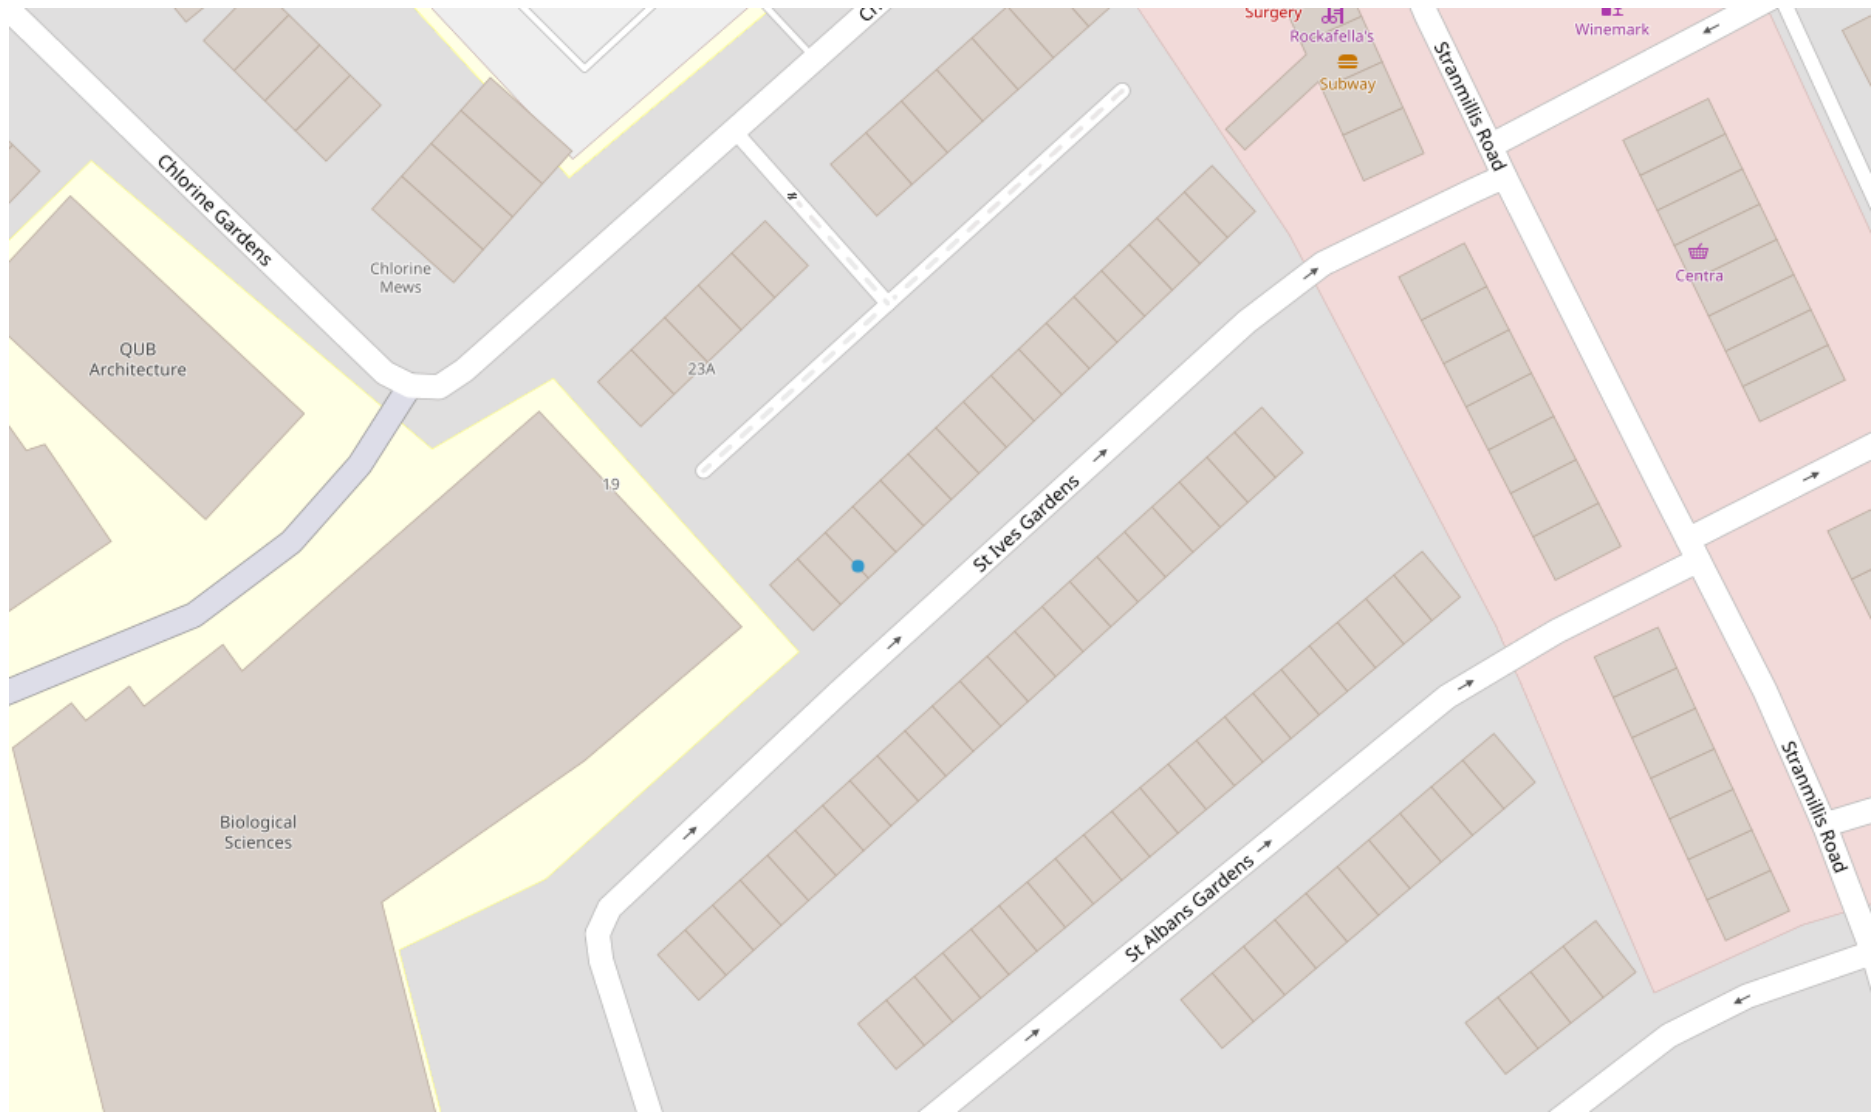 Surgery
Rockafella's
Subway
Winemark
Stranmillis Road
Chlorine Gardens
Chlorine
Mews
Centra
QUB
Architecture
23A
19
St Ives Gardens
Biological
Sciences
St Albans Gardens
Stranmillis Road